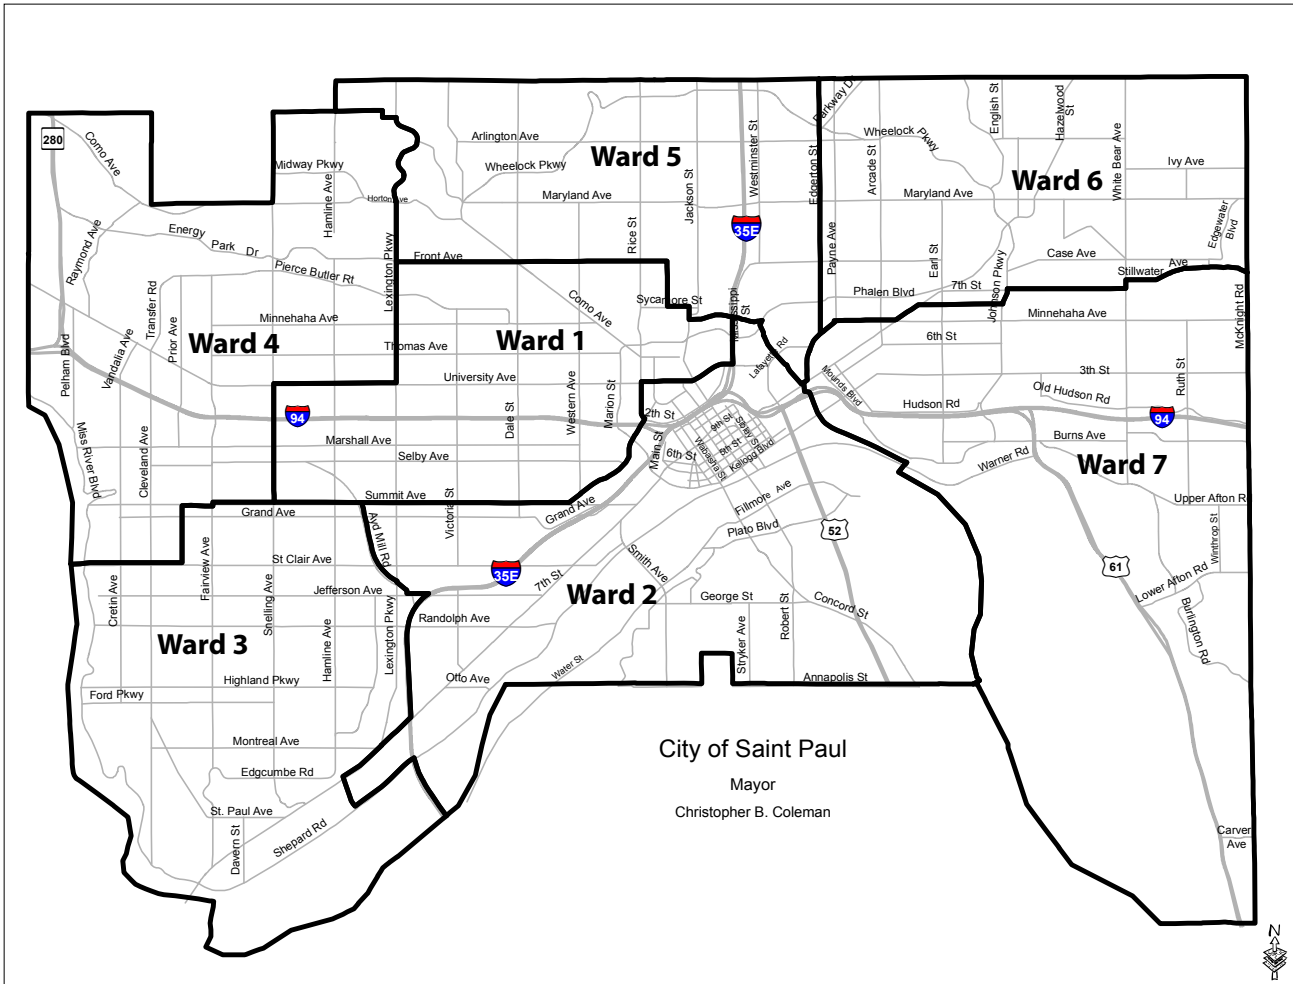 280
Como Ave
Midway Pkwy
Hamline Ave
Horton Ave
Raymond Ave
Energy Park Dr
Pierce Butler Rt
Lexington Pkwy
Transfer Rd
Minnehaha Ave
Prior Ave
Ward 4
Vandalia Ave
Pelham Blvd
94
Miss River Blvd
Cleveland Ave
Arlington Ave
Wheelock Pkwy
Ward 5
Maryland Ave
Rice St
Jackson St
Westminster St
35E
Edgerton St
Front Ave
Sycamore St
Mississippi St
Como Ave
Ward 1
Thomas Ave
University Ave
Dale St
Western Ave
Marion St
Marshall Ave
Selby Ave
Summit Ave
Victoria St
Parkway Dr
Wheelock Pkwy
Arcade St
English St
Hazelwood St
White Bear Ave
Ivy Ave
Ward 6
Maryland Ave
Payne Ave
Earl St
Johnson Pkwy
Case Ave
Edgewater Blvd
Stillwater Ave
Phalen Blvd
7th St
McKnight Rd
Minnehaha Ave
6th St
3th St
Ruth St
Old Hudson Rd
Hudson Rd
94
Burns Ave
Warner Rd
Ward 7
Upper Afton R
Winthrop St
61
Lower Afton Rd
Burlington Rd
Carver Ave
Lafayette Rd
Mounds Blvd
2th St
Main St
6th St
9th St
5th St
Sibley St
Wabasha St
Kellogg Blvd
Fillmore Ave
Plato Blvd
52
Grand Ave
Smith Ave
35E
7th St
Ward 2
George St
Concord St
Robert St
Stryker Ave
Annapolis St
Randolph Ave
Otto Ave
Water St
Grand Ave
Ayd Mill Rd
St Clair Ave
Fairview Ave
Jefferson Ave
Cretin Ave
Snelling Ave
Ward 3
Hamline Ave
Lexington Pkwy
Highland Pkwy
Ford Pkwy
Montreal Ave
Edgcumbe Rd
St. Paul Ave
Davern St
Shepard Rd
City of Saint Paul
Mayor
Christopher B. Coleman
N